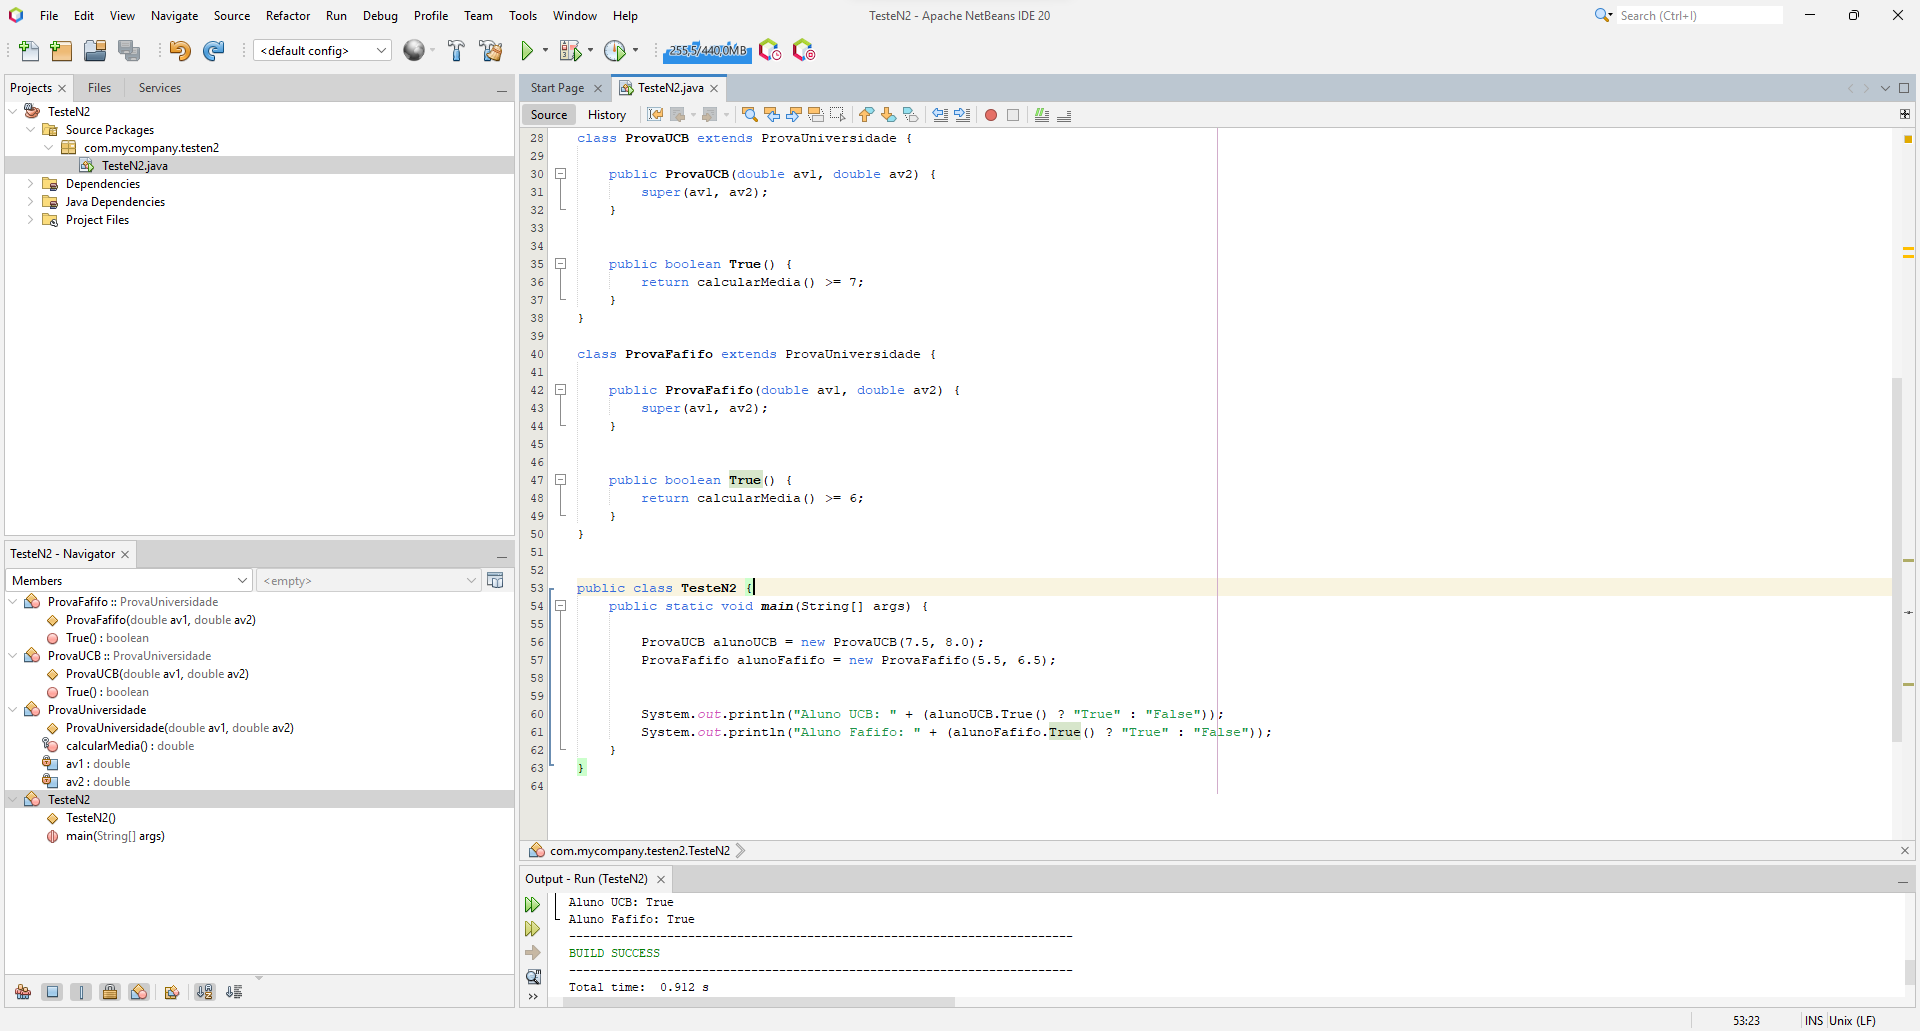 File Edit View Navigate Source Refactor Run Debug Profile Team Tools Window Help
TesteN2 - Apache NetBeans IDE 20
Search (Ctrl+I)
<default config>
255,5/440,0MB
Projects Files Services
TesteN2
Source Packages
com.mycompany.testen2
TesteN2.java
Dependencies
Java Dependencies
Project Files
TesteN2 - Navigator
Members <empty>
ProvaFafifo :: ProvaUniversidade
ProvaFafifo(double av1, double av2)
True() : boolean
ProvaUCB :: ProvaUniversidade
ProvaUCB(double av1, double av2)
True() : boolean
ProvaUniversidade
ProvaUniversidade(double av1, double av2)
calcularMedia() : double
av1 : double
av2 : double
TesteN2
TesteN2()
main(String[] args)
Start Page TesteN2.java
Source History
28 class ProvaUCB extends ProvaUniversidade {
29
30 public ProvaUCB(double av1, double av2) {
31 super(av1, av2);
32 }
33
34
35 public boolean True() {
36 return calcularMedia() >= 7;
37 }
38 }
39
40 class ProvaFafifo extends ProvaUniversidade {
41
42 public ProvaFafifo(double av1, double av2) {
43 super(av1, av2);
44 }
45
46
47 public boolean True() {
48 return calcularMedia() >= 6;
49 }
50 }
51
52
53 public class TesteN2 {
54 public static void main(String[] args) {
55
56 ProvaUCB alunoUCB = new ProvaUCB(7.5, 8.0);
57 ProvaFafifo alunoFafifo = new ProvaFafifo(5.5, 6.5);
58
59
60 System.out.println("Aluno UCB: " + (alunoUCB.True() ? "True" : "False"));
61 System.out.println("Aluno Fafifo: " + (alunoFafifo.True() ? "True" : "False"));
62 }
63 }
64
com.mycompany.testen2.TesteN2
Output - Run (TesteN2)
Aluno UCB: True
Aluno Fafifo: True
------------------------------------------------------------------------
BUILD SUCCESS
------------------------------------------------------------------------
Total time: 0.912 s
53:23 INS Unix (LF)